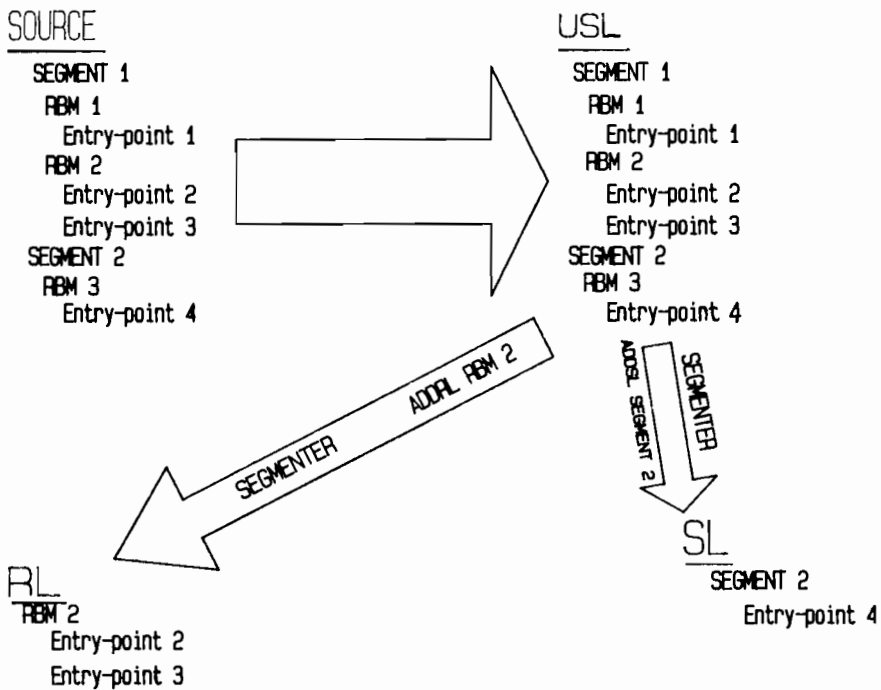 SOURCE
SEGMENT 1
RBM 1
Entry-point 1
RBM 2
Entry-point 2
Entry-point 3
SEGMENT 2
RBM 3
Entry-point 4
USL
SEGMENT 1
RBM 1
Entry-point 1
RBM 2
Entry-point 2
Entry-point 3
SEGMENT 2
RBM 3
Entry-point 4
SEGMENTER ADDRL RBM 2
ADDSL SEGMENT 2
SEGMENTER
RL
RBM 2
Entry-point 2
Entry-point 3
SL
SEGMENT 2
Entry-point 4